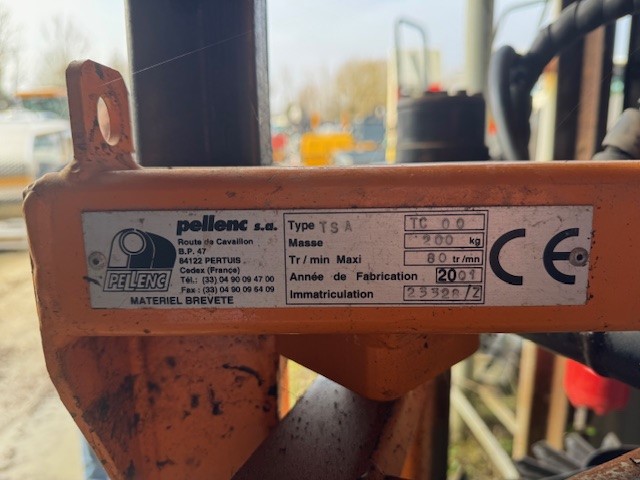 PELLENC
pellenc s.a.
Route de Cavaillon
B.P. 47
84122 PERTUIS
Cedex (France)
Tél.: (33) 04 90 09 47 00
Fax : (33) 04 90 09 64 09
MATERIEL BREVETE
Type TSA TC 00
Masse 200 kg
Tr / min Maxi 80 tr/mn
Année de Fabrication 2001
Immatriculation 23328/Z
CE